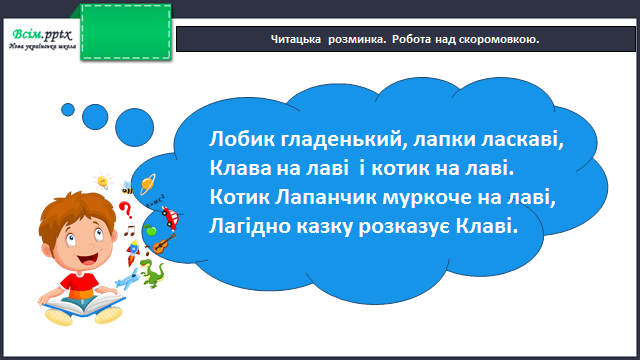 Всім.pptx
Нова українська школа
Читацька розминка. Робота над скоромовкою.
Лобик гладенький, лапки ласкаві,
Клава на лаві і котик на лаві.
Котик Лапанчик муркоче на лаві,
Лагідно казку розказує Клаві.